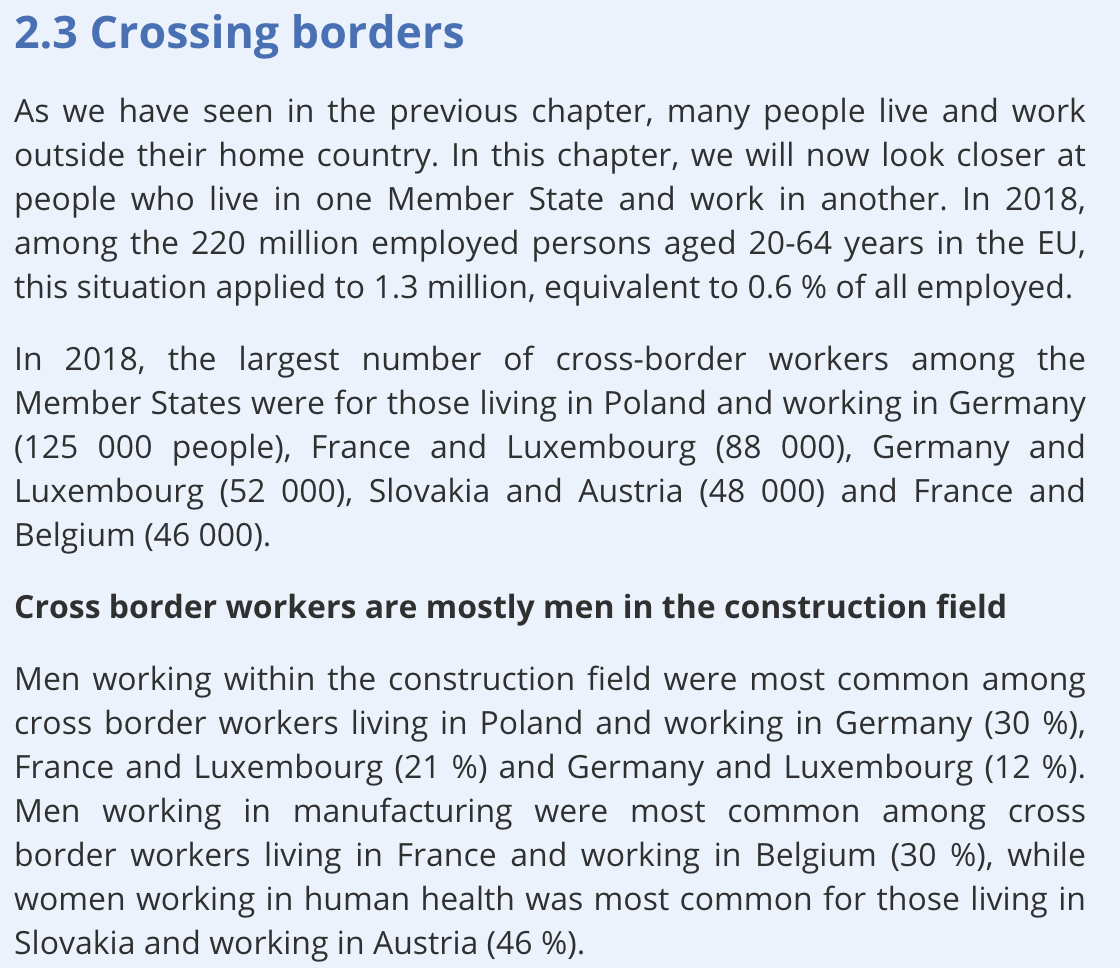 2.3 Crossing borders
As we have seen in the previous chapter, many people live and work
outside their home country. In this chapter, we will now look closer at
people who live in one Member State and work in another. In 2018,
among the 220 million employed persons aged 20-64 years in the EU,
this situation applied to 1.3 million, equivalent to 0.6 % of all employed.
In 2018, the largest number of cross-border workers among the
Member States were for those living in Poland and working in Germany
(125 000 people), France and Luxembourg (88 000), Germany and
Luxembourg (52 000), Slovakia and Austria (48 000) and France and
Belgium (46 000).
Cross border workers are mostly men in the construction field
Men working within the construction field were most common among
cross border workers living in Poland and working in Germany (30 %),
France and Luxembourg (21 %) and Germany and Luxembourg (12 %).
Men working in manufacturing were most common among cross
border workers living in France and working in Belgium (30 %), while
women working in human health was most common for those living in
Slovakia and working in Austria (46 %).